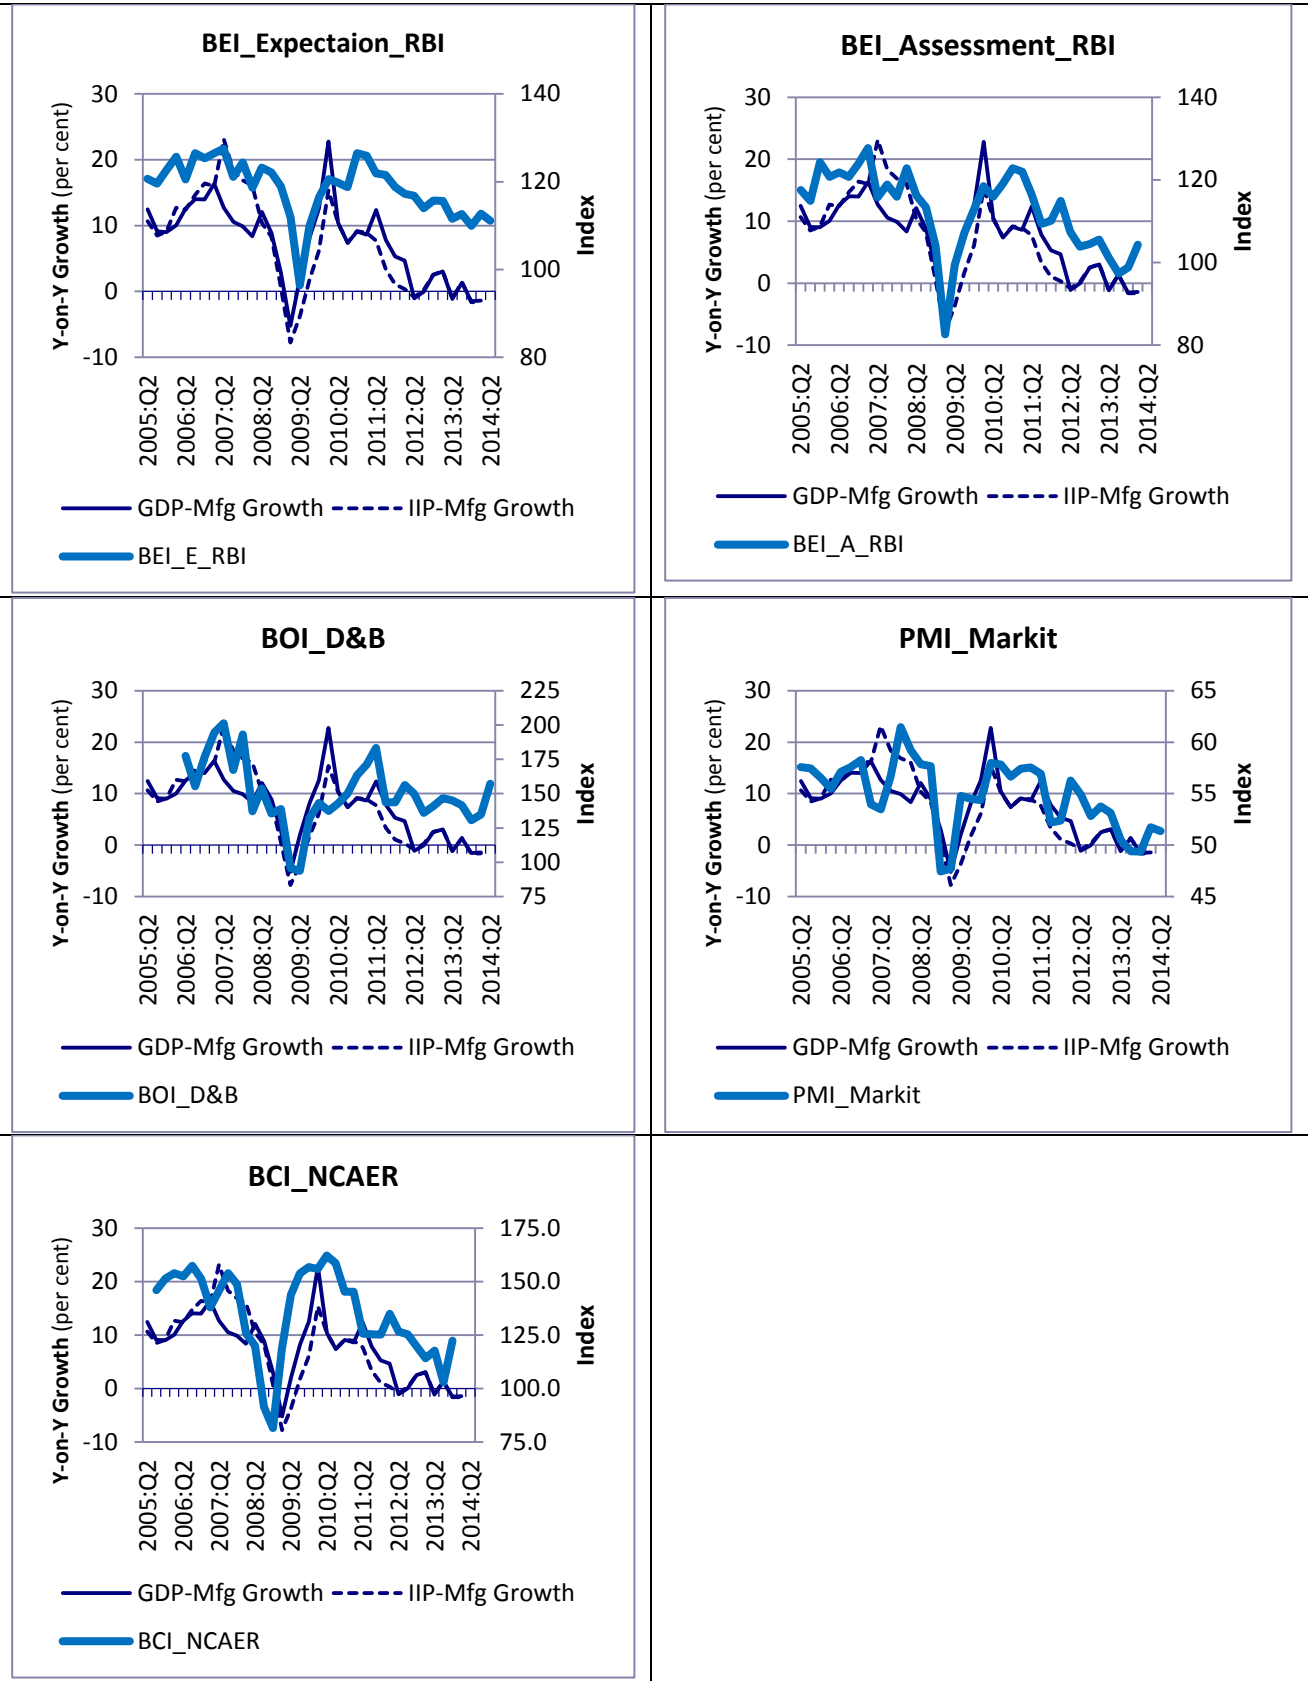 BEI_Expectaion_RBI
Y-on-Y Growth (per cent)
30
20
10
0
-10
140
120
100
80
Index
2005:Q2
2006:Q2
2007:Q2
2008:Q2
2009:Q2
2010:Q2
2011:Q2
2012:Q2
2013:Q2
2014:Q2
GDP-Mfg Growth
IIP-Mfg Growth
BEI_E_RBI
BEI_Assessment_RBI
Y-on-Y Growth (per cent)
30
20
10
0
-10
140
120
100
80
Index
2005:Q2
2006:Q2
2007:Q2
2008:Q2
2009:Q2
2010:Q2
2011:Q2
2012:Q2
2013:Q2
2014:Q2
GDP-Mfg Growth
IIP-Mfg Growth
BEI_A_RBI
BOI_D&B
Y-on-Y Growth (per cent)
30
20
10
0
-10
225
200
175
150
125
100
75
Index
2005:Q2
2006:Q2
2007:Q2
2008:Q2
2009:Q2
2010:Q2
2011:Q2
2012:Q2
2013:Q2
2014:Q2
GDP-Mfg Growth
IIP-Mfg Growth
BOI_D&B
PMI_Markit
Y-on-Y Growth (per cent)
30
20
10
0
-10
65
60
55
50
45
Index
2005:Q2
2006:Q2
2007:Q2
2008:Q2
2009:Q2
2010:Q2
2011:Q2
2012:Q2
2013:Q2
2014:Q2
GDP-Mfg Growth
IIP-Mfg Growth
PMI_Markit
BCI_NCAER
Y-on-Y Growth (per cent)
30
20
10
0
-10
175.0
150.0
125.0
100.0
75.0
Index
2005:Q2
2006:Q2
2007:Q2
2008:Q2
2009:Q2
2010:Q2
2011:Q2
2012:Q2
2013:Q2
2014:Q2
GDP-Mfg Growth
IIP-Mfg Growth
BCI_NCAER